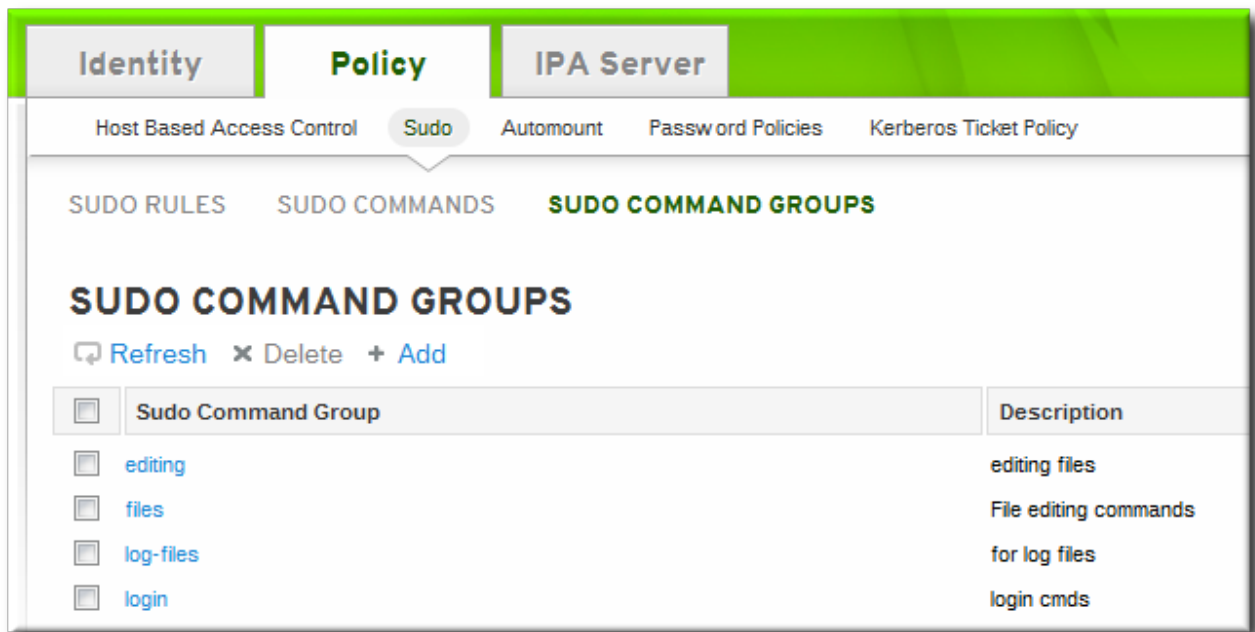 Identity Policy IPA Server
Host Based Access Control Sudo Automount Password Policies Kerberos Ticket Policy
SUDO RULES SUDO COMMANDS SUDO COMMAND GROUPS
SUDO COMMAND GROUPS
Refresh Delete Add
Sudo Command Group Description
editing editing files
files File editing commands
log-files for log files
login login cmds